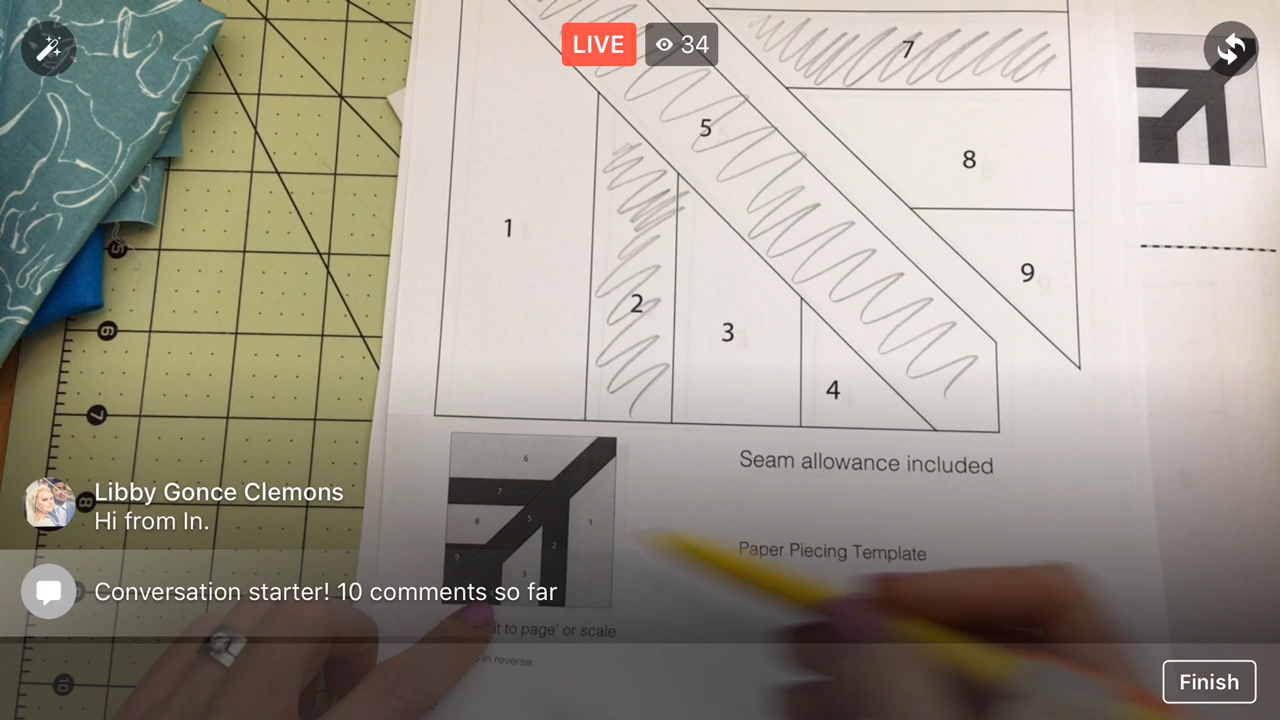 LIVE
34
7
5
8
1
9
2
3
4
5
6
7
8
10
Seam allowance included
6
7
5
1
8
2
9
3
Paper Piecing Template
it to page' or scale
in reverse
Libby Gonce Clemons
Hi from In.
Conversation starter! 10 comments so far
Finish